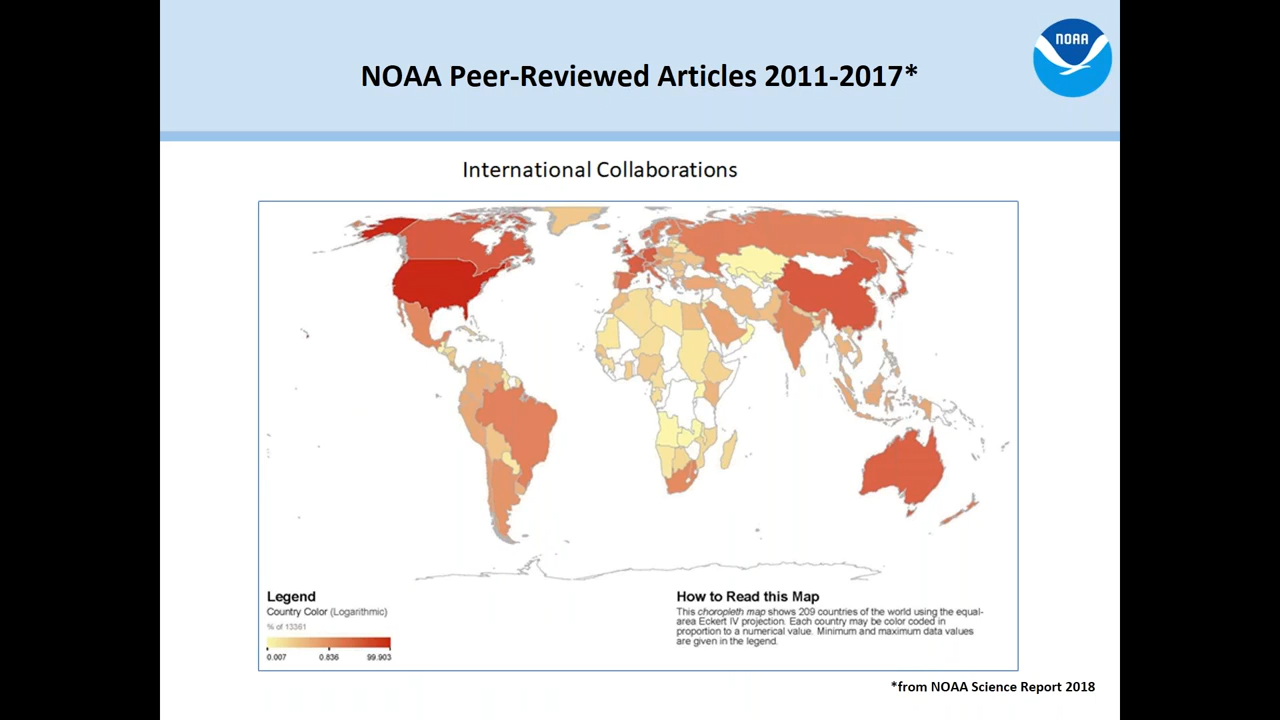 NOAA
NOAA Peer-Reviewed Articles 2011-2017*
International Collaborations
Legend
Country Color (Logarithmic)
% of 13361
0.007 0.836 99.903
How to Read this Map
This choropleth map shows 209 countries of the world using the equal-
area Eckert IV projection. Each country may be color coded in
proportion to a numerical value. Minimum and maximum data values
are given in the legend.
*from NOAA Science Report 2018